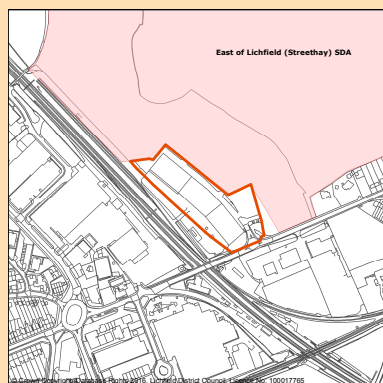 East of Lichfield (Streethay) SDA
© Crown Copyright Database Rights 2016. Lichfield District Council. Licence No: 100017765